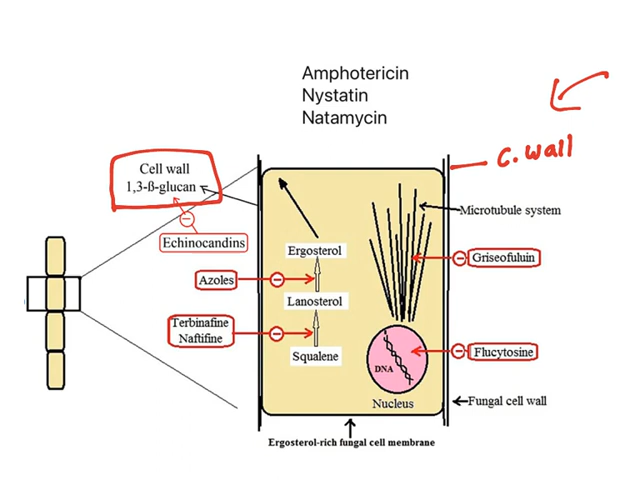 Amphotericin
Nystatin
Natamycin
C. wall
Cell wall
1,3-ß-glucan
Echinocandins
Microtubule system
Ergosterol
Griseofuluin
Azoles
Lanosterol
Terbinafine
Naftifine
Squalene
Flucytosine
DNA
Nucleus
Fungal cell wall
Ergosterol-rich fungal cell membrane